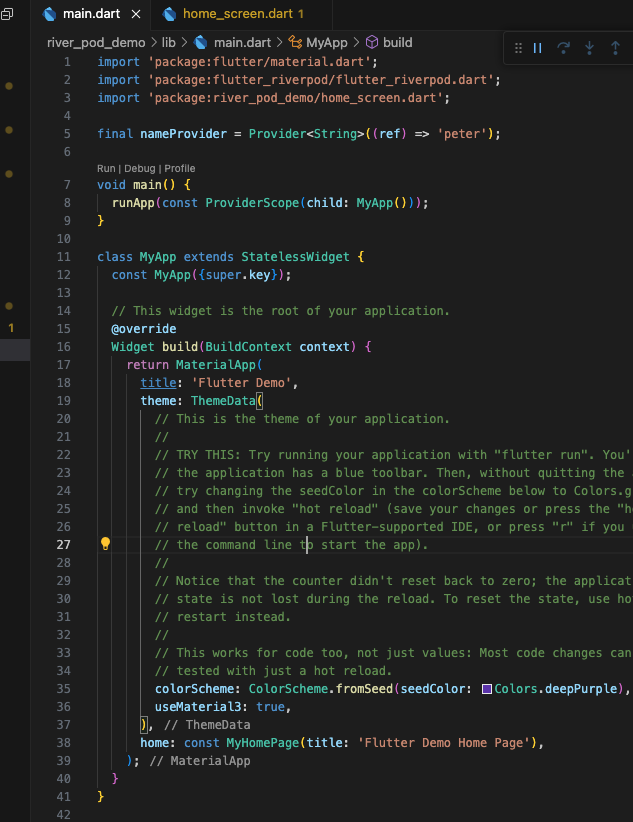 main.dart
home_screen.dart 1
river_pod_demo > lib > main.dart > MyApp > build
1 import 'package:flutter/material.dart';
2 import 'package:flutter_riverpod/flutter_riverpod.dart';
3 import 'package:river_pod_demo/home_screen.dart';
4
5 final nameProvider = Provider<String>((ref) => 'peter');
6
Run | Debug | Profile
7 void main() {
8 runApp(const ProviderScope(child: MyApp()));
9 }
10
11 class MyApp extends StatelessWidget {
12 const MyApp({super.key});
13
14 // This widget is the root of your application.
1
15 @override
16 Widget build(BuildContext context) {
17 return MaterialApp(
18 title: 'Flutter Demo',
19 theme: ThemeData(
20 // This is the theme of your application.
21 //
22 // TRY THIS: Try running your application with "flutter run". You'
23 // the application has a blue toolbar. Then, without quitting the
24 // try changing the seedColor in the colorScheme below to Colors.g
25 // and then invoke "hot reload" (save your changes or press the "h
26 // reload" button in a Flutter-supported IDE, or press "r" if you
27 // the command line to start the app).
28 //
29 // Notice that the counter didn't reset back to zero; the applicat
30 // state is not lost during the reload. To reset the state, use ho
31 // restart instead.
32 //
33 // This works for code too, not just values: Most code changes can
34 // tested with just a hot reload.
35 colorScheme: ColorScheme.fromSeed(seedColor: Colors.deepPurple),
36 useMaterial3: true,
37 ), // ThemeData
38 home: const MyHomePage(title: 'Flutter Demo Home Page'),
39 ); // MaterialApp
40 }
41 }
42